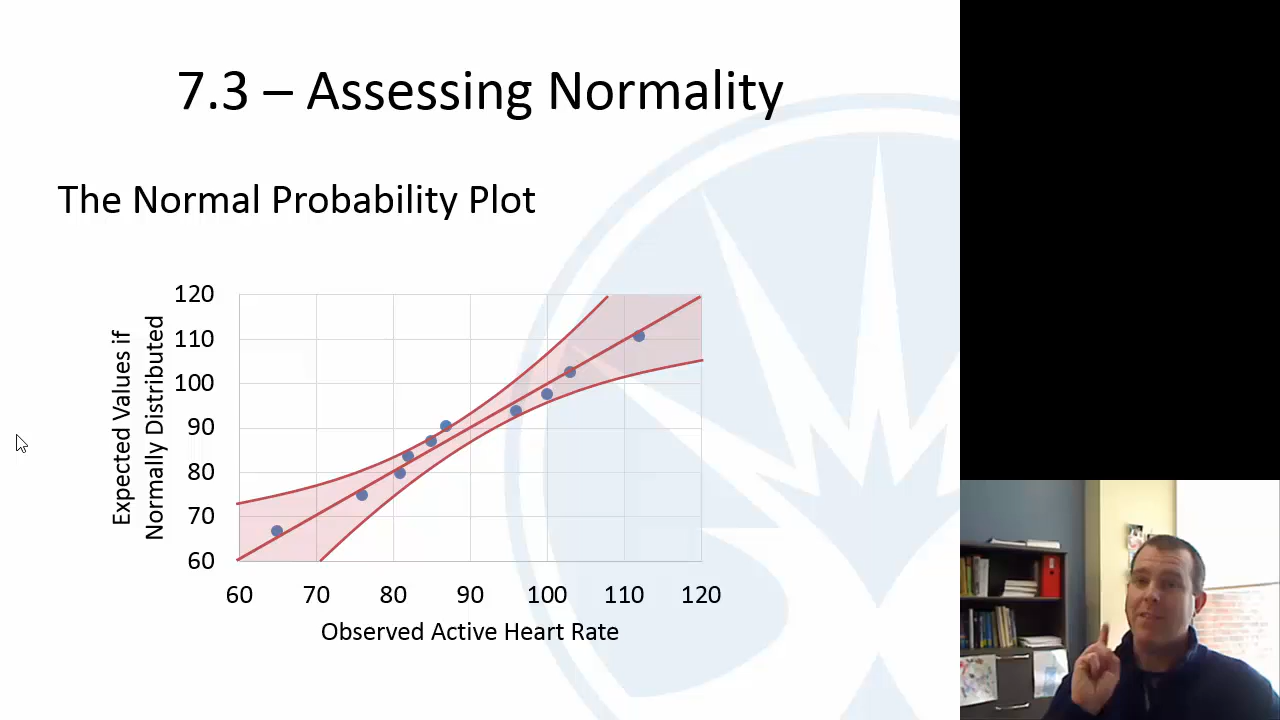 7.3 – Assessing Normality
The Normal Probability Plot
Expected Values if
Normally Distributed
120
110
100
90
80
70
60
60 70 80 90 100 110 120
Observed Active Heart Rate